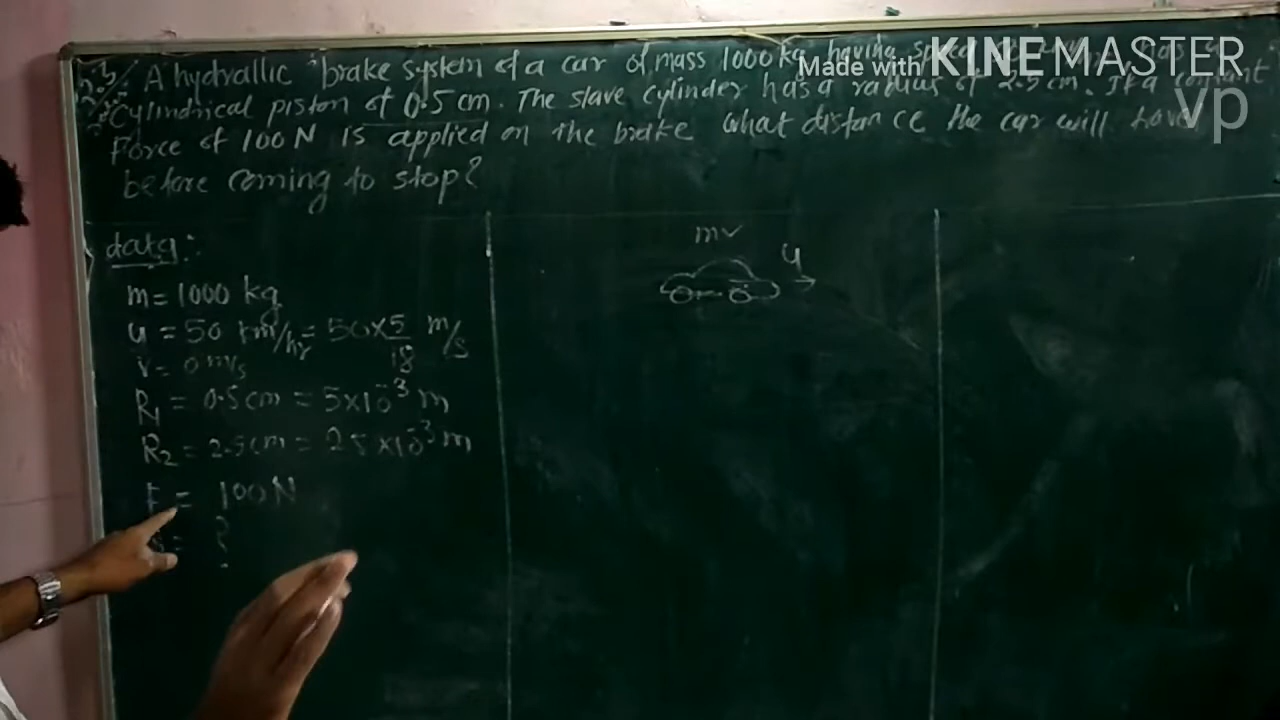 A hydrallic brake system of a car of mass 1000 kg having
Made with KINEMASTER
vp
Cylindrical piston of 0.5 cm. The slave cylinder has a radius of 2.5 cm. If a constant
Force of 100 N is applied on the brake what distance the car will travel
before coming to stop?
data:
m = 1000 kg
u = 50 km/hr = 50×5/18 m/s
v = 0 m/s
R1 = 0.5 cm = 5×10⁻³ m
R2 = 2.5 cm = 25×10⁻³ m
F = 100 N
= ?
mv
u